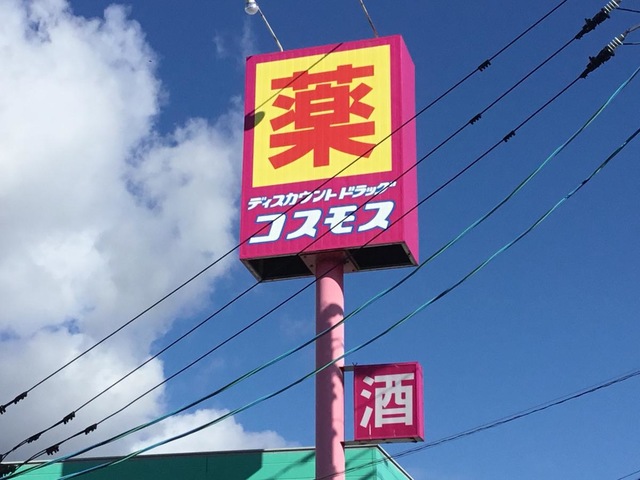 薬
ディスカウントドラッグ
コスモス
酒